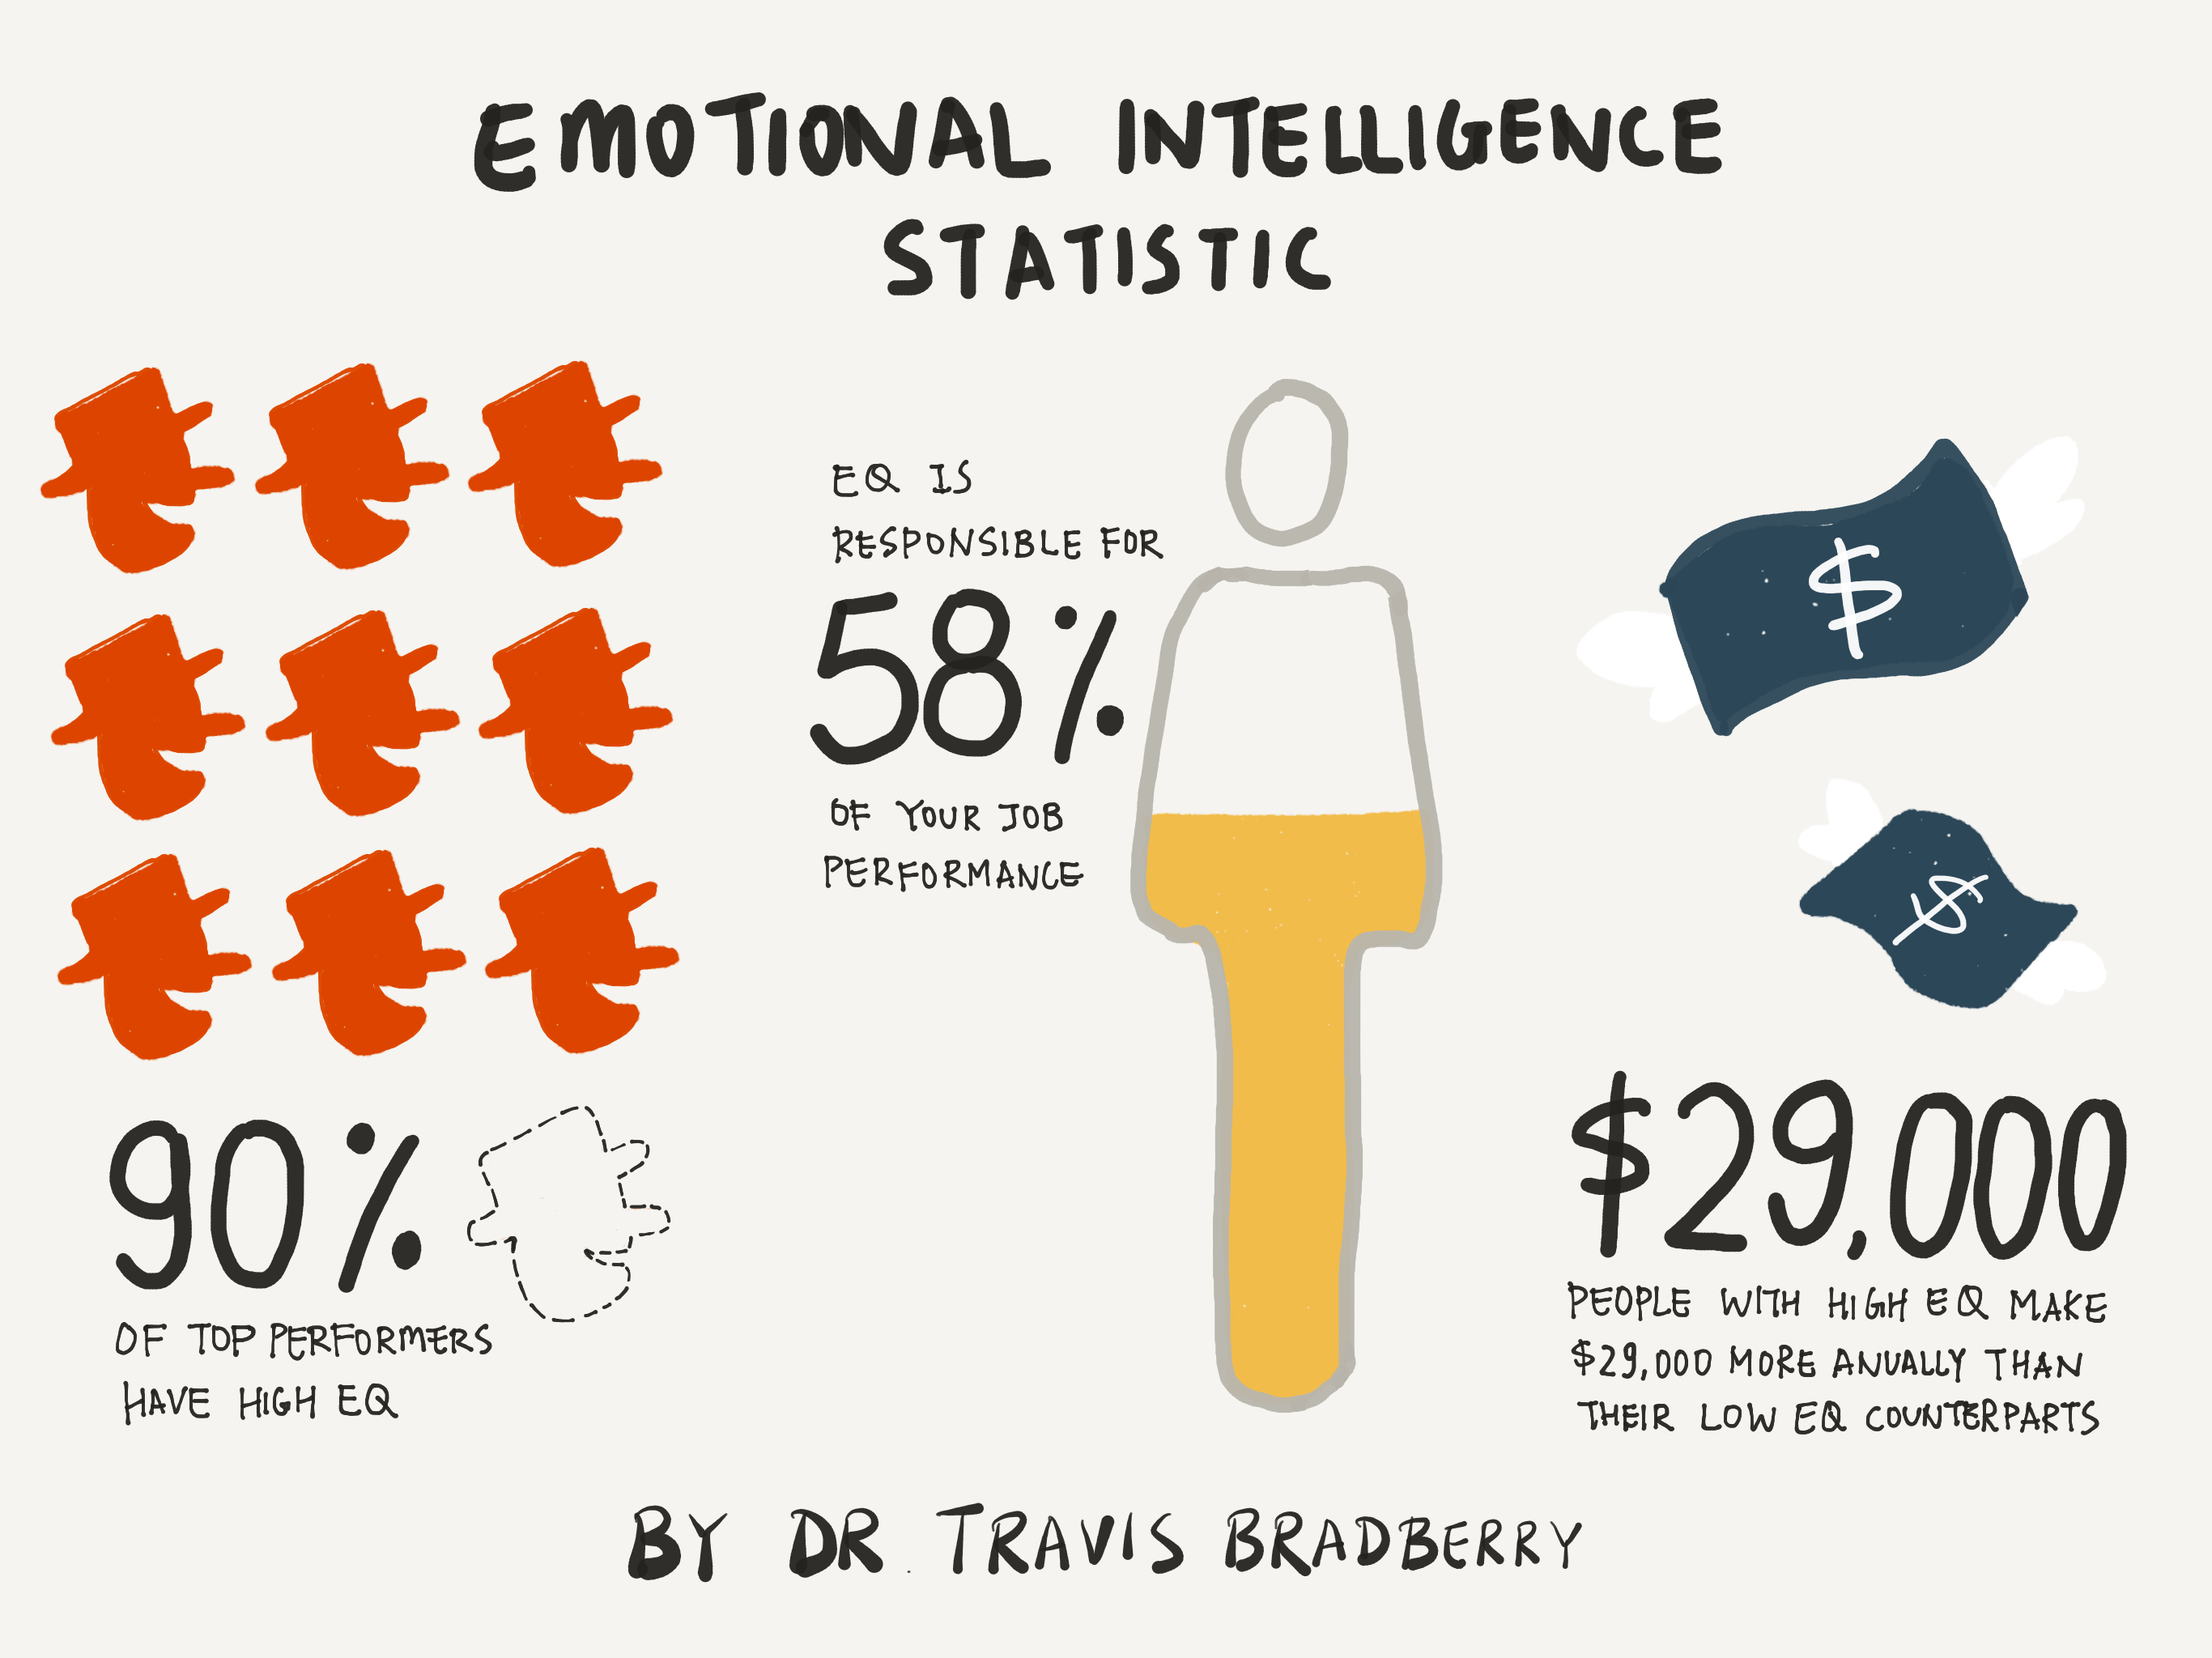 EMOTIONAL INTELLIGENCE
STATISTIC
EQ IS
RESPONSIBLE FOR
58%
OF YOUR JOB
PERFORMANCE
$
$
90%
OF TOP PERFORMERS
HAVE HIGH EQ
$29,000
PEOPLE WITH HIGH EQ MAKE
$29,000 MORE ANUALLY THAN
THEIR LOW EQ COUNTERPARTS
BY DR. TRAVIS BRADBERRY